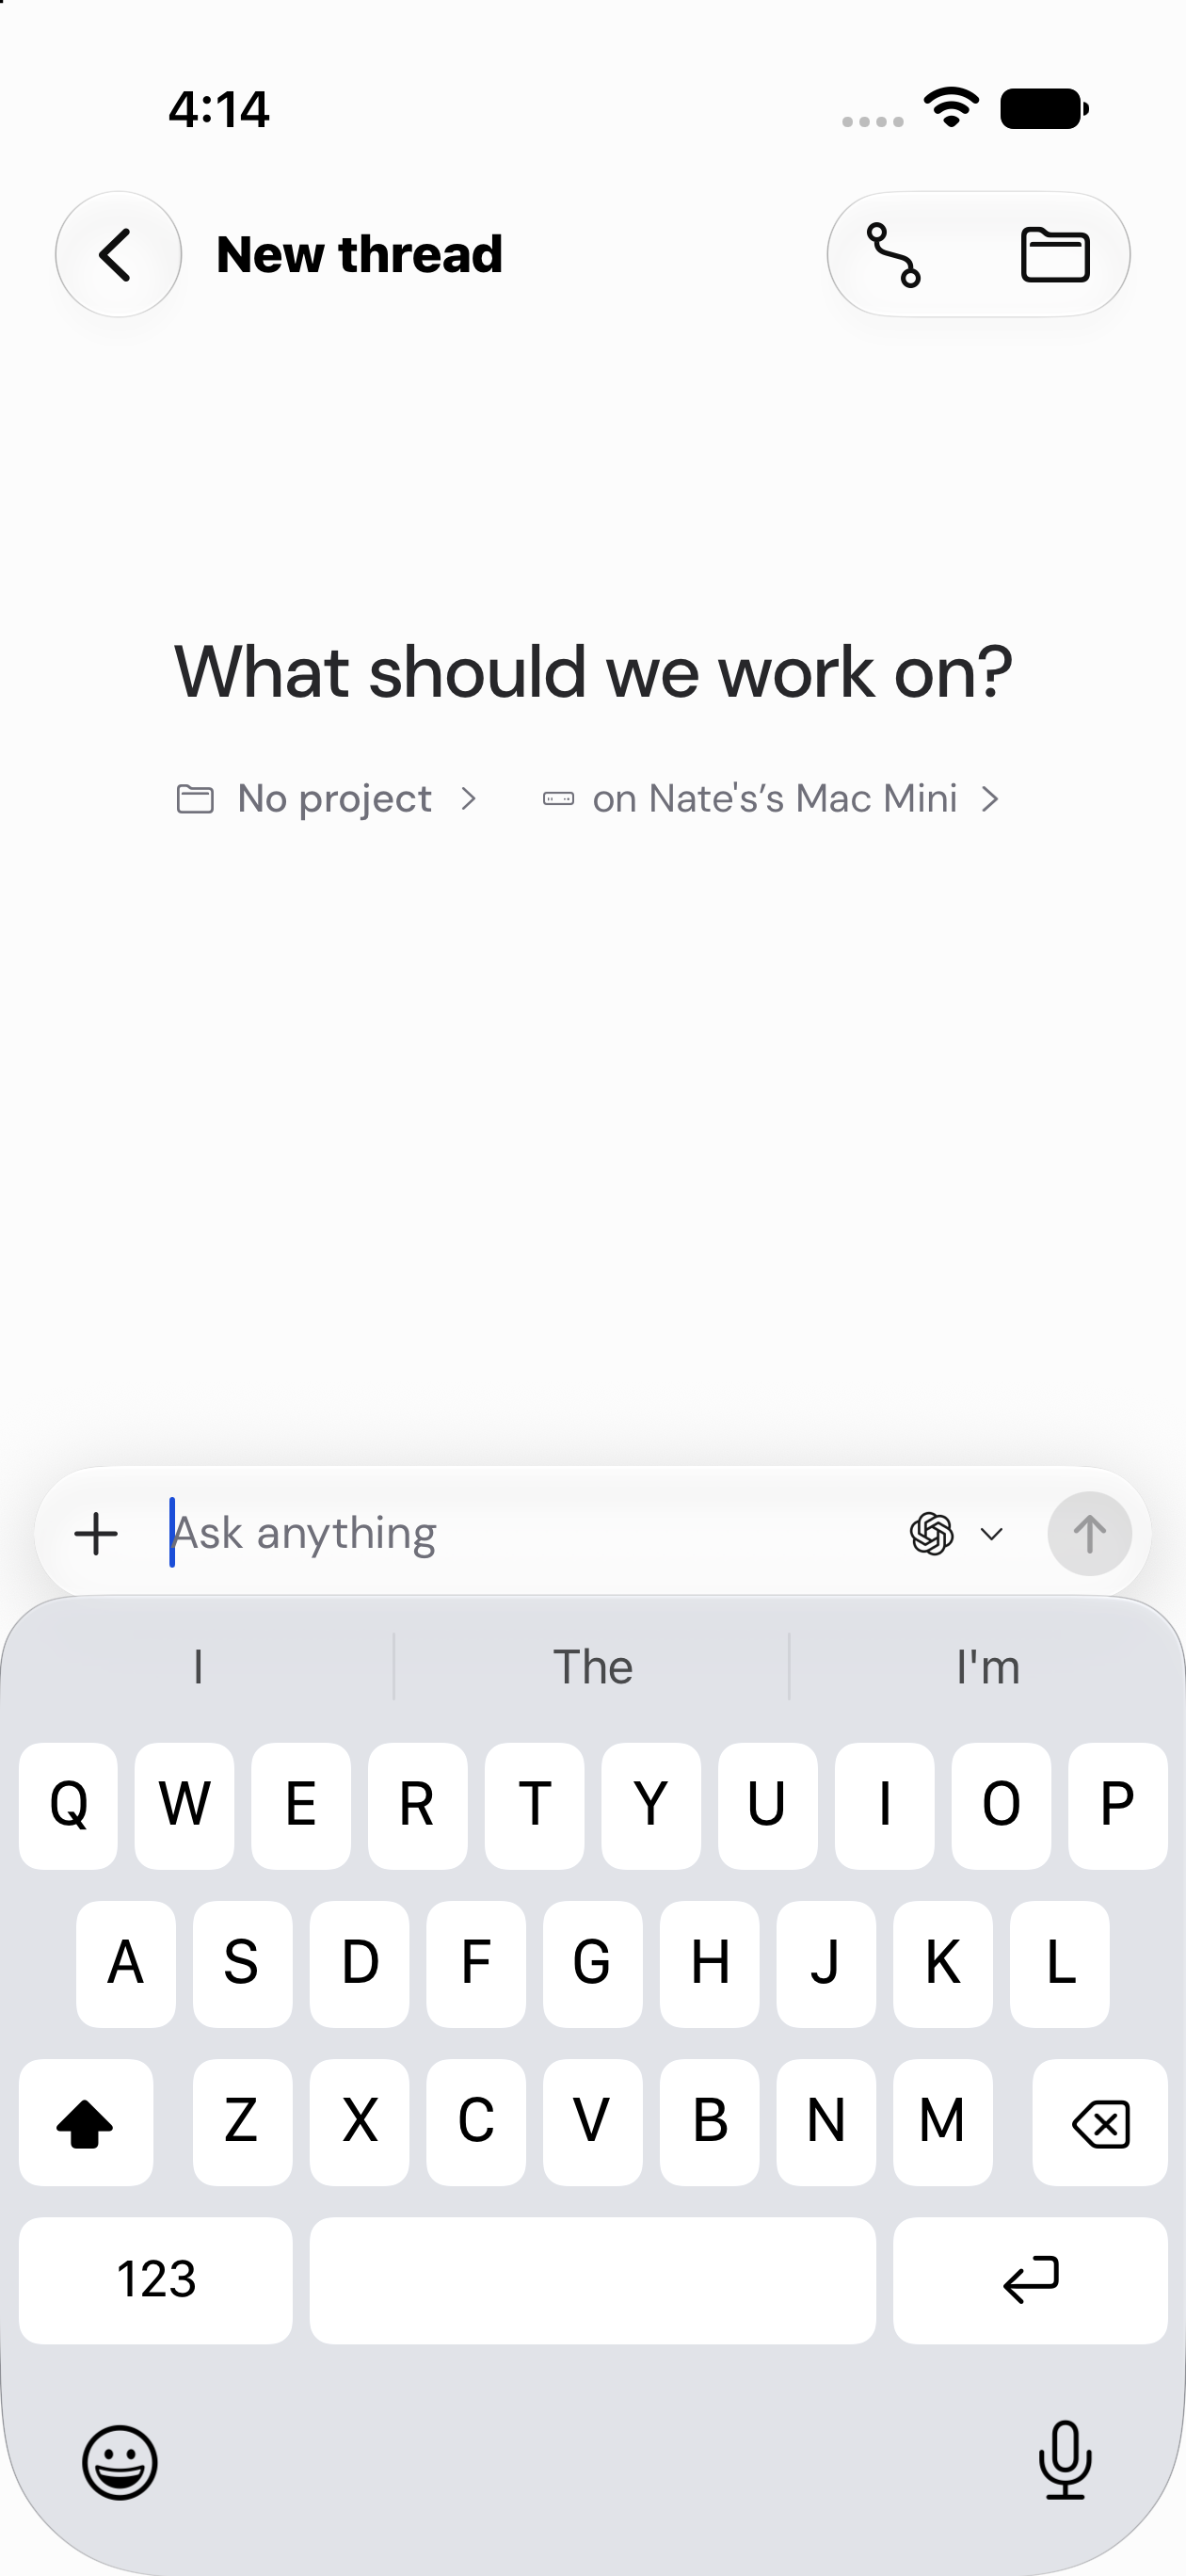 4:14
New thread
What should we work on?
No project
on Nate's’s Mac Mini
Ask anything
I The I'm
Q W E R T Y U I O P
A S D F G H J K L
Z X C V B N M
123